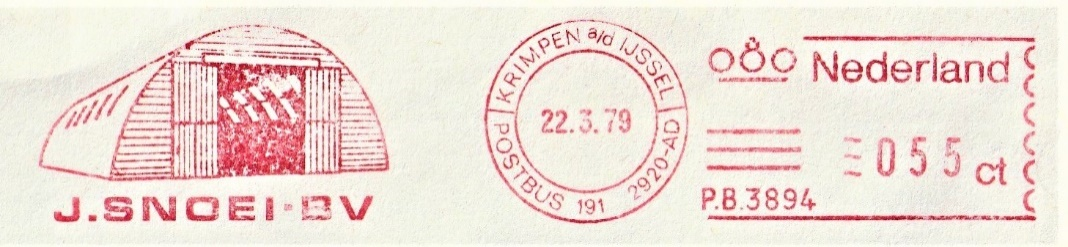 J.SNOEI-BV
KRIMPEN a/d IJSSEL
22.3.79
POSTBUS 191 2920-AD
Nederland
055 ct
P.B.3894